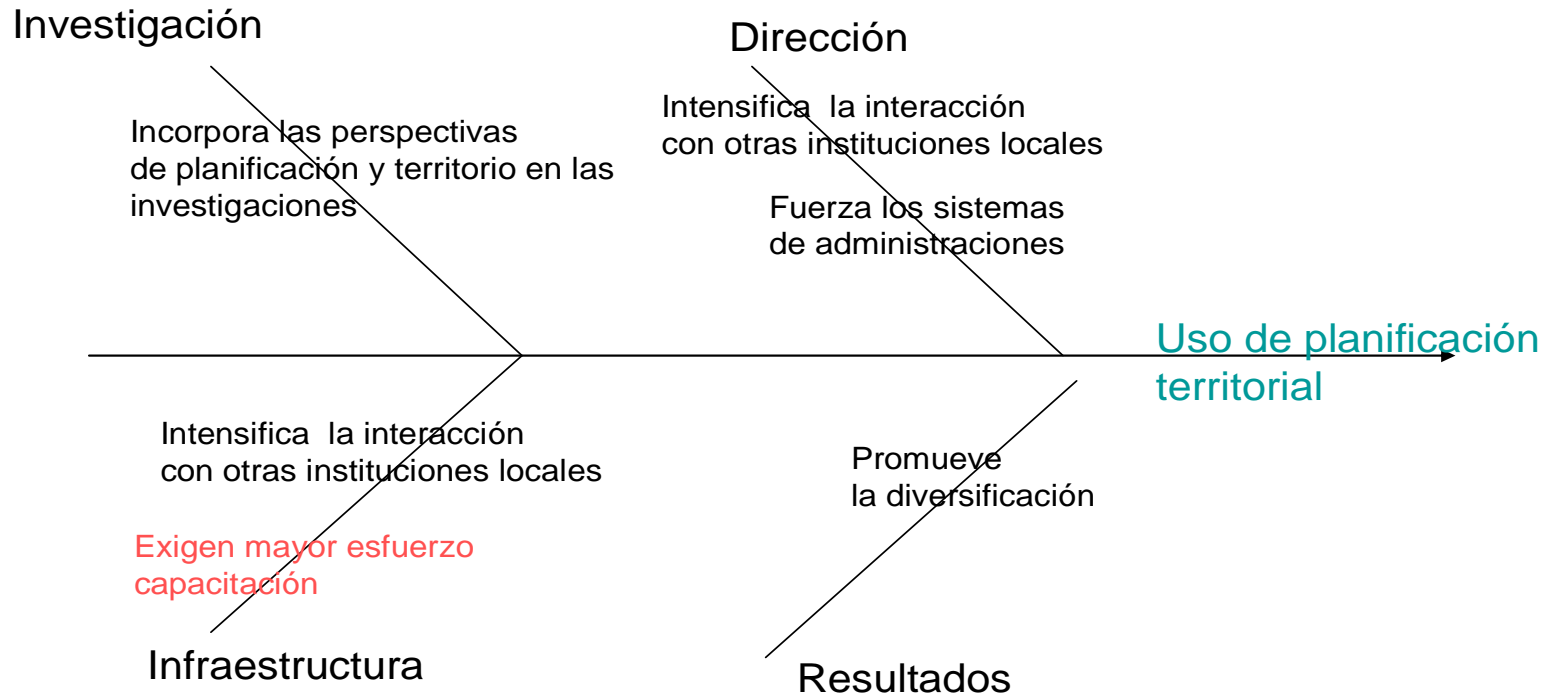 Investigación
Dirección
Incorpora las perspectivas
de planificación y territorio en las
investigaciones
Intensifica  la interacción
con otras instituciones locales
Fuerza los sistemas
de administraciones
Uso de planificación
territorial
Intensifica  la interacción
con otras instituciones locales
Exigen mayor esfuerzo
capacitación
Promueve
la diversificación
Infraestructura
Resultados